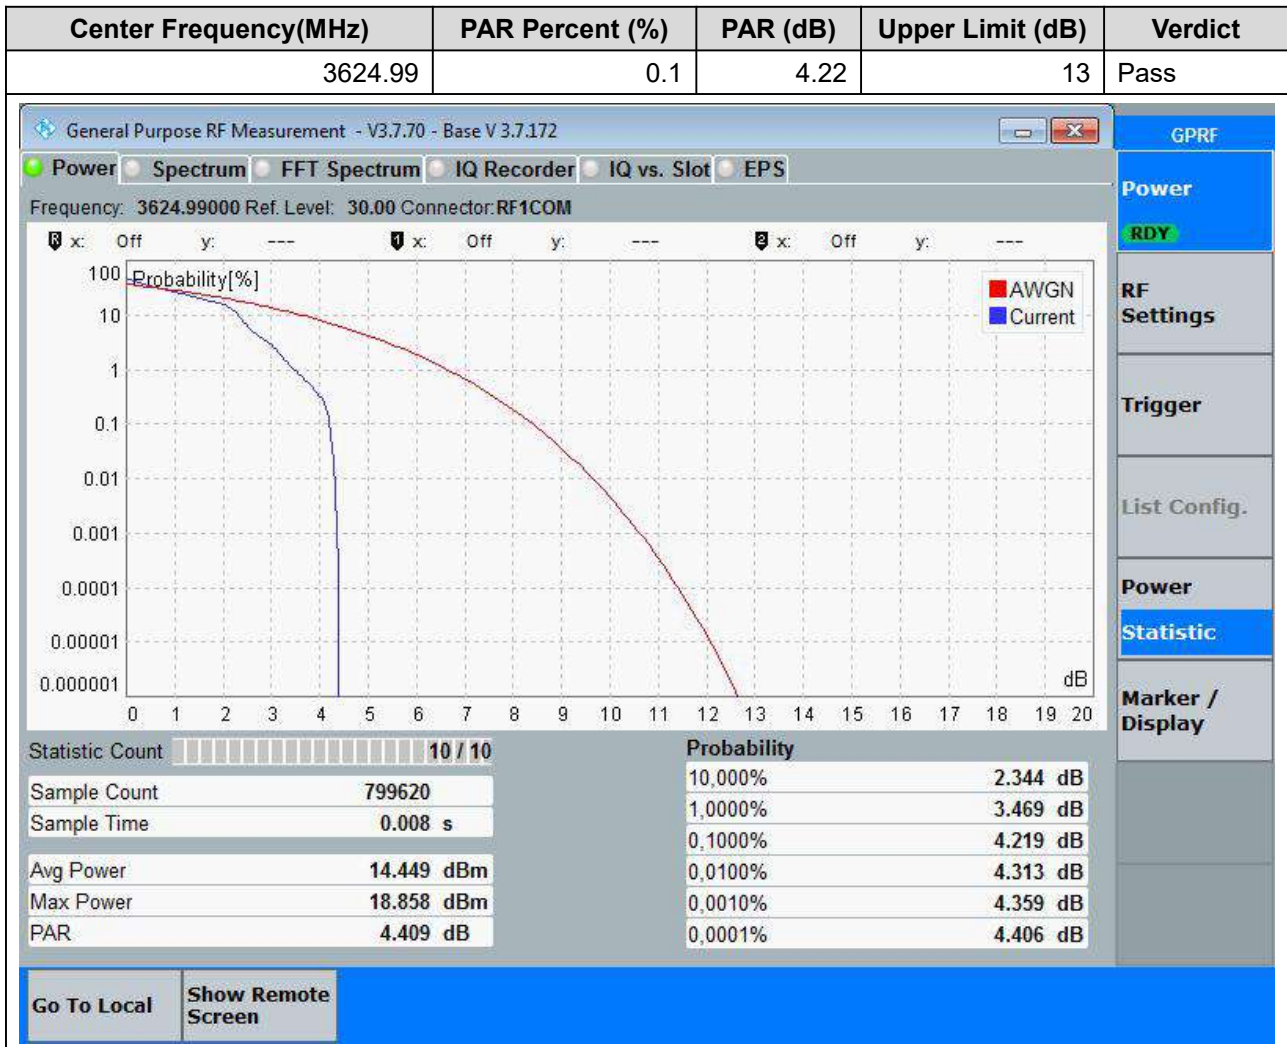 Center Frequency(MHz) PAR Percent (%) PAR (dB) Upper Limit (dB) Verdict
3624.99 0.1 4.22 13 Pass
General Purpose RF Measurement - V3.7.70 - Base V 3.7.172
GPRF
Power Spectrum FFT Spectrum IQ Recorder IQ vs. Slot EPS
Frequency: 3624.99000 Ref. Level: 30.00 Connector:RF1COM
R x: Off y: --- 1 x: Off y: --- 2 x: Off y: ---
Probability[%]
AWGN
Current
100
10
1
0.1
0.01
0.001
0.0001
0.00001
0.000001
dB
0 1 2 3 4 5 6 7 8 9 10 11 12 13 14 15 16 17 18 19 20
Statistic Count 10 / 10
Sample Count 799620
Sample Time 0.008 s
Avg Power 14.449 dBm
Max Power 18.858 dBm
PAR 4.409 dB
Probability
10,000% 2.344 dB
1,0000% 3.469 dB
0,1000% 4.219 dB
0,0100% 4.313 dB
0,0010% 4.359 dB
0,0001% 4.406 dB
Power
RDY
RF
Settings
Trigger
List Config.
Power
Statistic
Marker /
Display
Go To Local
Show Remote
Screen